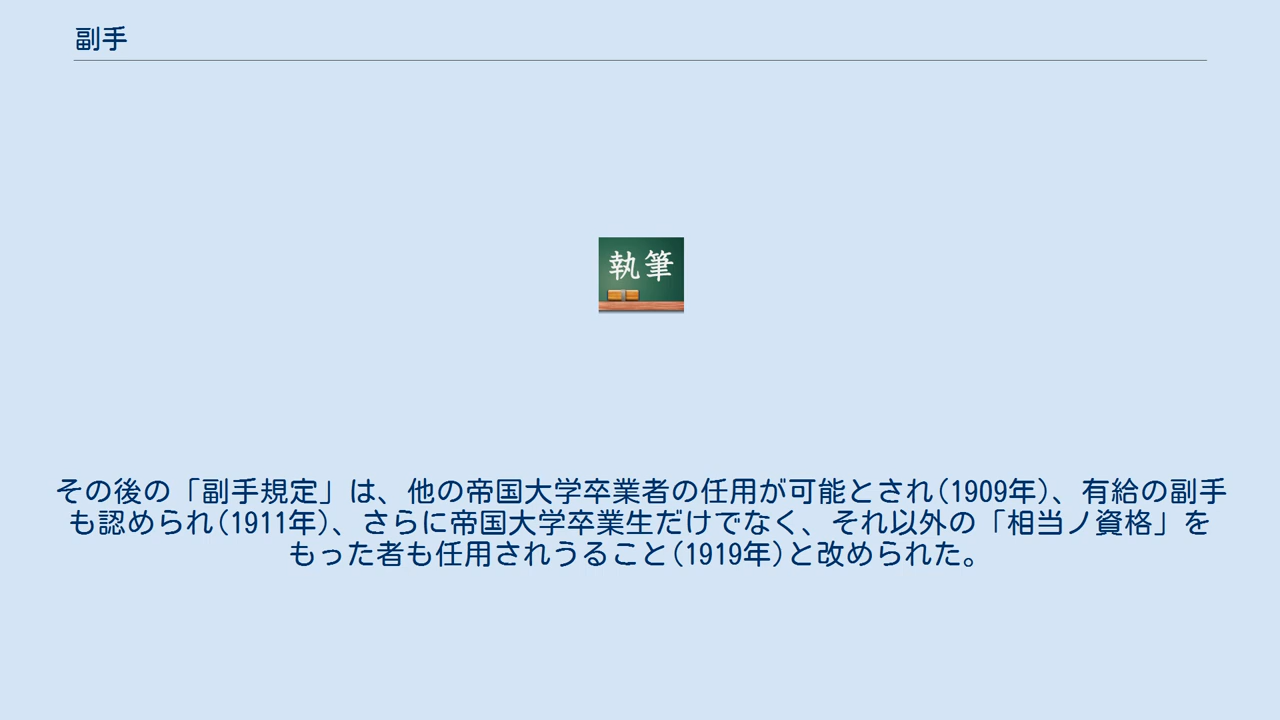 副手
執筆
その後の「副手規定」は、他の帝国大学卒業者の任用が可能とされ(1909年)、有給の副手
も認められ(1911年)、さらに帝国大学卒業生だけでなく、それ以外の「相当ノ資格」を
もった者も任用されうること(1919年)と改められた。